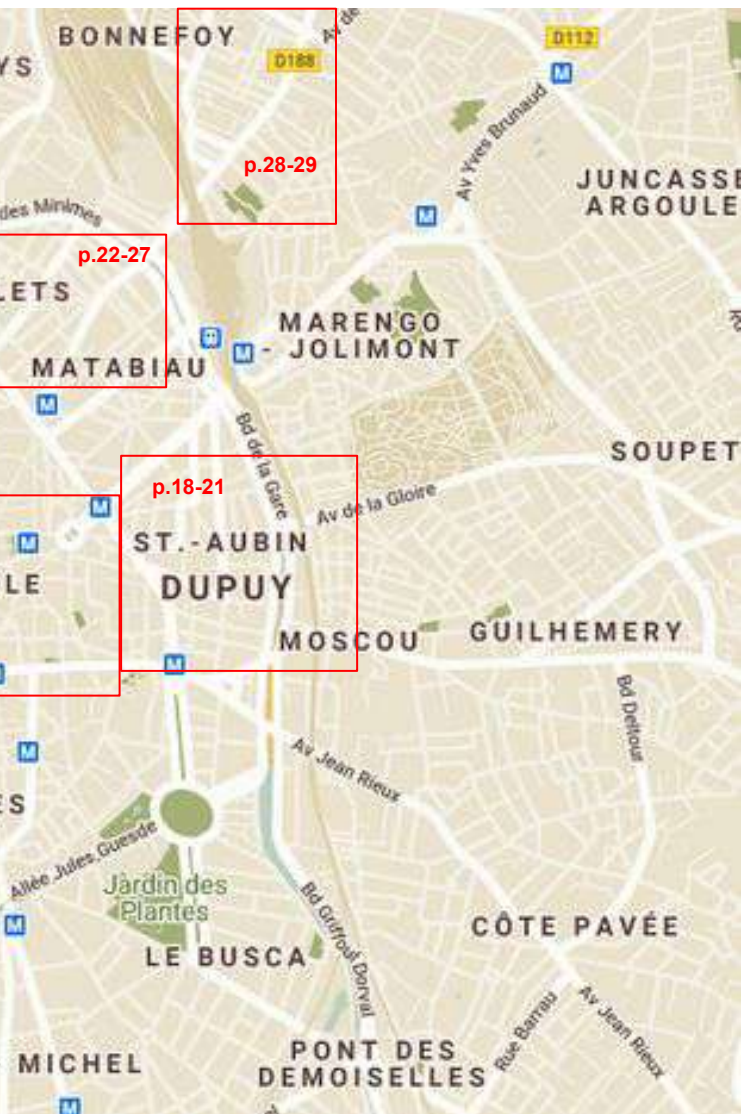 BONNEFOY
Av de
D188
D112
YS
p.28-29
Av Yves Brunaud
JUNCASSE
ARGOULE
des Minimes
p.22-27
LETS
MARENGO
- JOLIMONT
MATABIAU
Bd de la Gare
SOUPET
p.18-21
Av de la Gloire
ST.-AUBIN
DUPUY
LE
MOSCOU
GUILHEMERY
Bd Deltour
Av Jean Rieux
ES
Allée Jules Guesde
Jardin des
Plantes
Bd Griffoul Dorval
CÔTE PAVÉE
LE BUSCA
Rue Barrau
Av Jean Rieux
MICHEL
PONT DES
DEMOISELLES
M
M
M
M
M
M
M
M
M
M